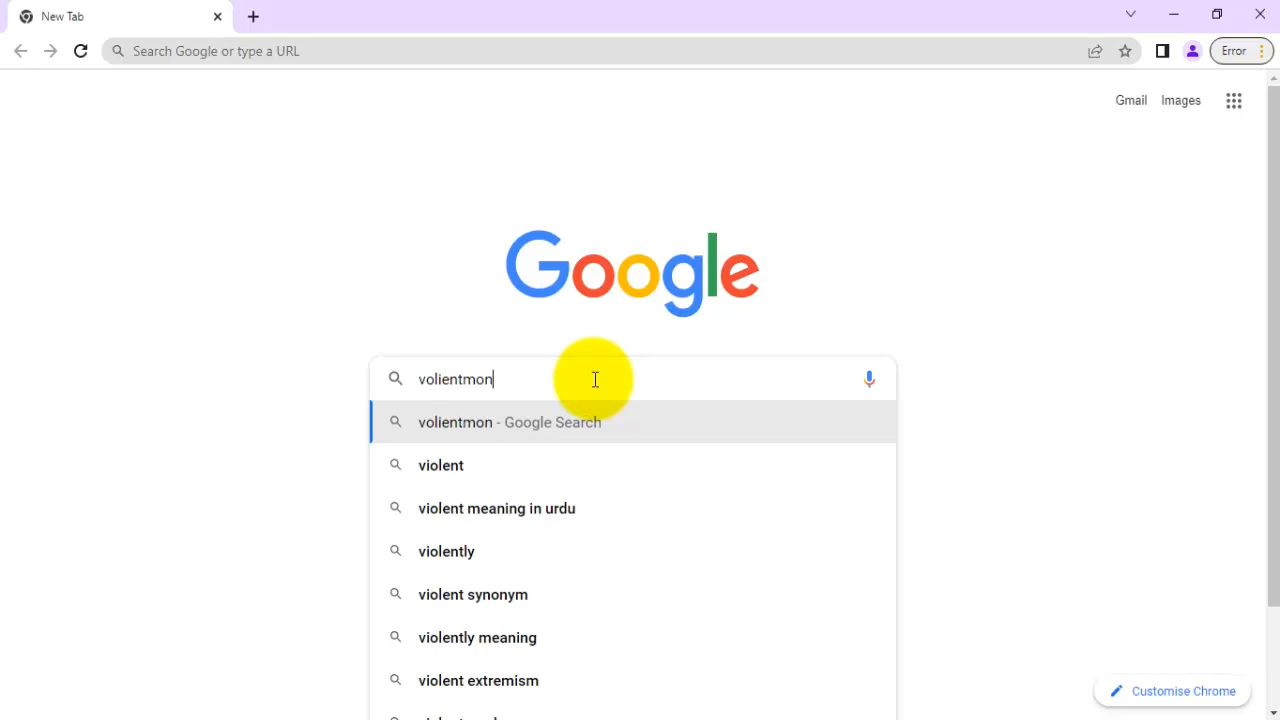 New Tab
Search Google or type a URL
Error
Gmail Images
Google
volientmon
volientmon - Google Search
violent
violent meaning in urdu
violently
violent synonym
violently meaning
violent extremism
Customise Chrome